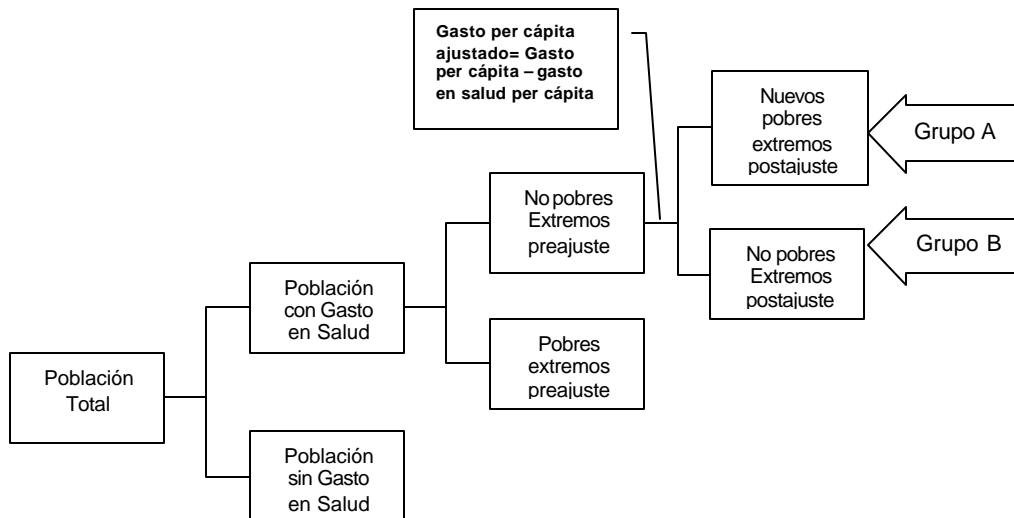 Gasto per cápita
ajustado= Gasto
per cápita – gasto
en salud per cápita
Nuevos
pobres
extremos
postajuste
Grupo A
No pobres
Extremos
preajuste
Grupo B
No pobres
Extremos
postajuste
Población
con Gasto
en Salud
Pobres
extremos
preajuste
Población
Total
Población
sin Gasto
en Salud